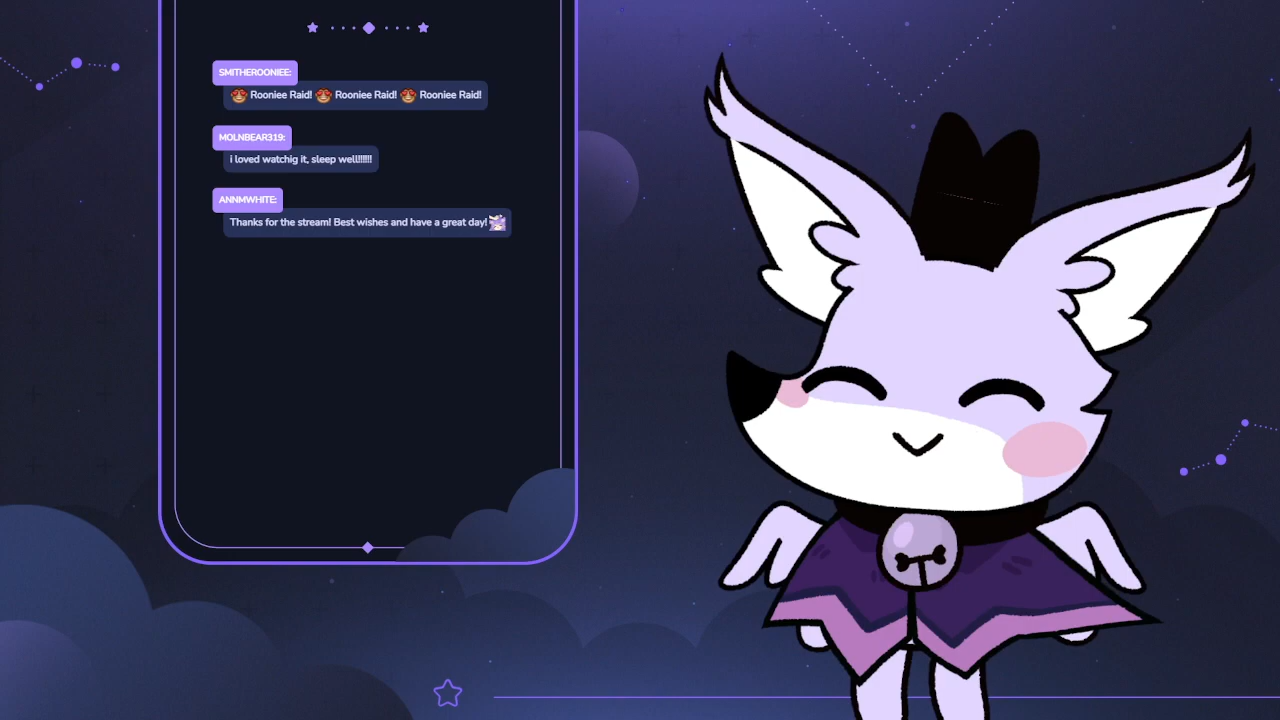 SMITHEROONIEE:
Rooniee Raid! Rooniee Raid! Rooniee Raid!
MOLNBEAR319:
i loved watchig it, sleep well!!!!!!
ANNMWHITE:
Thanks for the stream! Best wishes and have a great day!